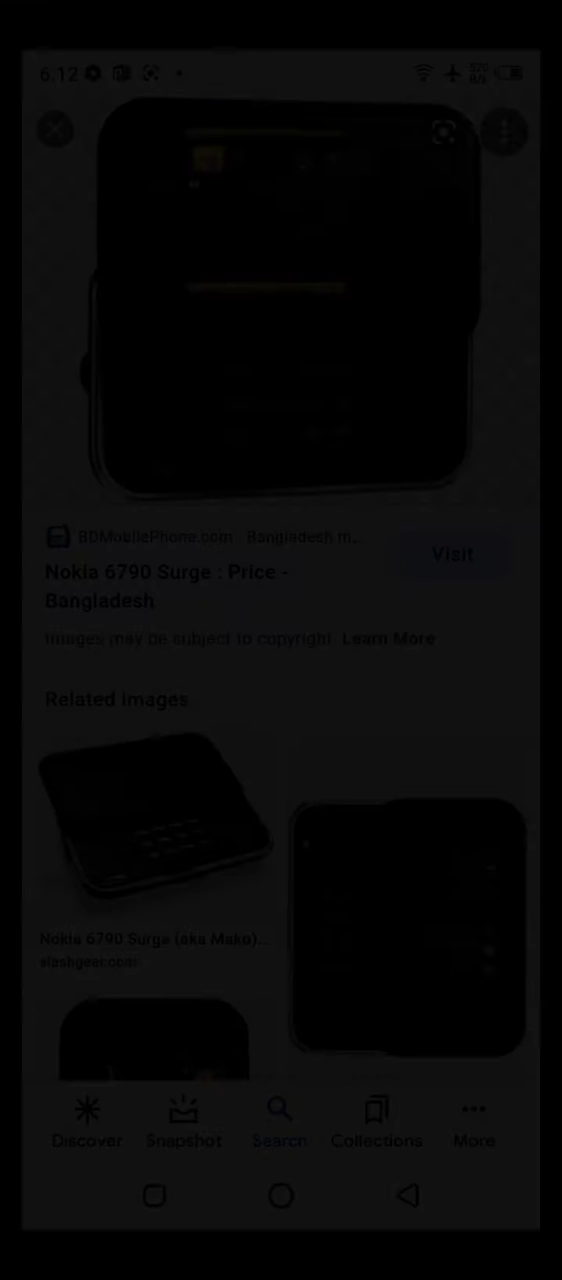 6.12
BDMobilePhone.com - Bangladesh m...
Nokia 6790 Surge : Price -
Bangladesh
Visit
Images may be subject to copyright. Learn More
Related images
Nokia 6790 Surge (aka Mako)...
slashgear.com
Discover
Snapshot
Search
Collections
More